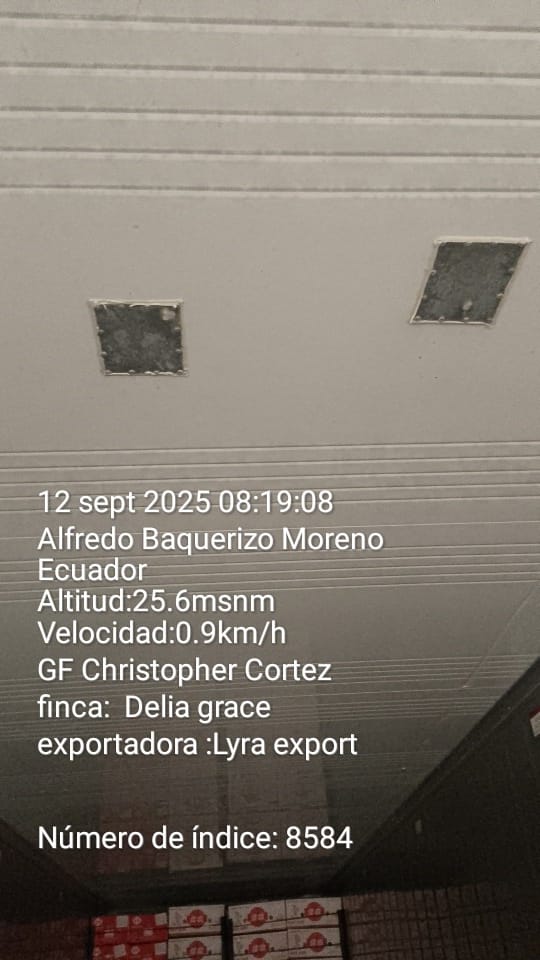 12 sept 2025 08:19:08
Alfredo Baquerizo Moreno
Ecuador
Altitud:25.6msnm
Velocidad:0.9km/h
GF Christopher Cortez
finca:  Delia grace
exportadora :Lyra export
Número de índice: 8584